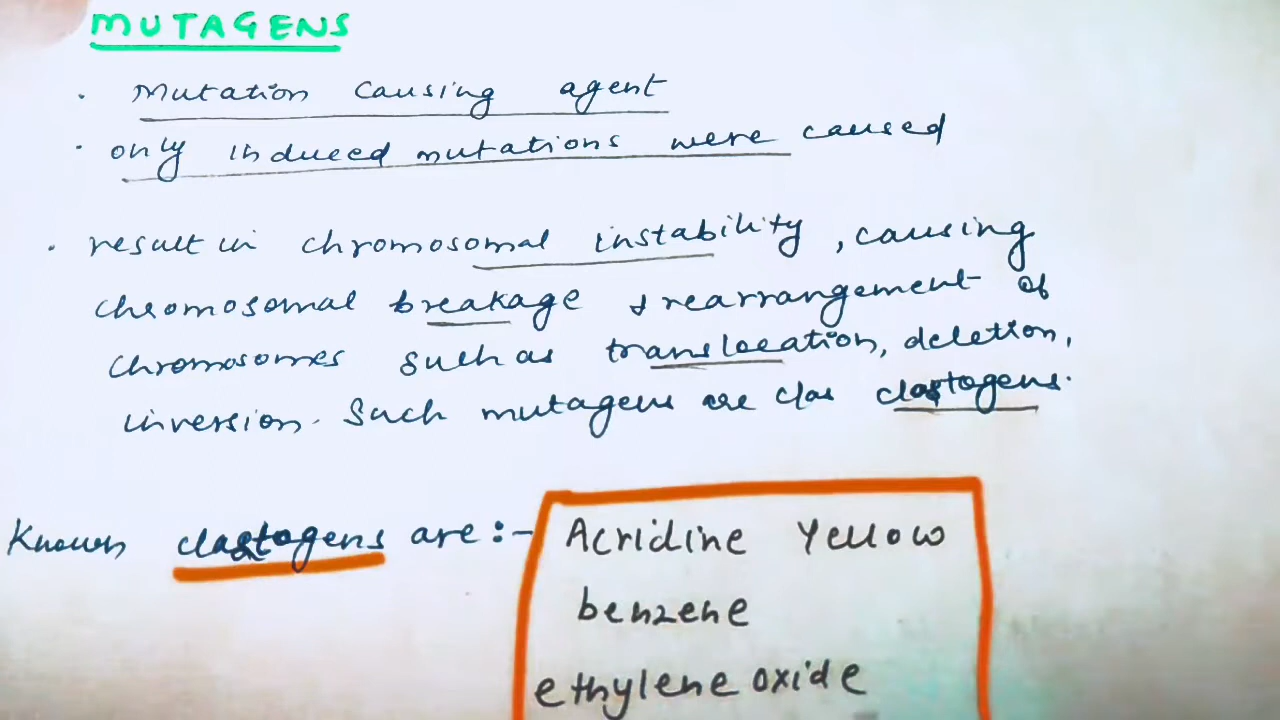 MUTAGENS
. Mutation causing agent
. only induced mutations were caused
. result in chromosomal instability, causing
chromosomal breakage & rearrangement of
chromosomes such as translocation, deletion,
inversion. Such mutagens are clas clastogens.
Known clastogens are :- Acridine Yellow
benzene
ethylene oxide